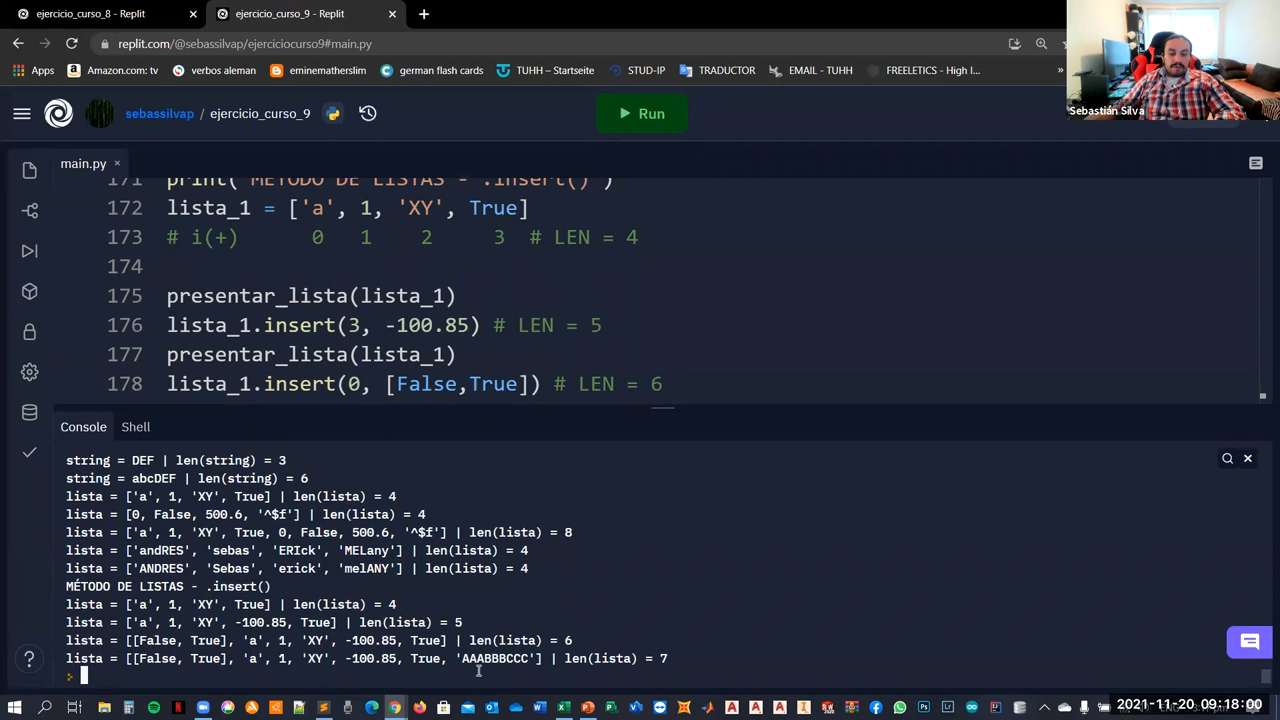 ejercicio_curso_8 - Replit × ejercicio_curso_9 - Replit × +
replit.com/@sebassilvap/ejerciciocurso9#main.py
Apps Amazon.com: tv verbos aleman eminematherslim german flash TUHH – Startseite STUD-IP TRADUCTOR EMAIL - TUHH FREELETICS - High I... »
Sebastián Silva
sebassilvap / ejercicio_curso_9 Run
main.py ×
171 print("MÉTODO DE LISTAS - .insert()")
172 lista_1 = ['a', 1, 'XY', True]
173 # i(+) 0 1 2 3 # LEN = 4
174
175 presentar_lista(lista_1)
176 lista_1.insert(3, -100.85) # LEN = 5
177 presentar_lista(lista_1)
178 lista_1.insert(0, [False,True]) # LEN = 6
Console Shell
string = DEF | len(string) = 3
string = abcDEF | len(string) = 6
lista = ['a', 1, 'XY', True] | len(lista) = 4
lista = [0, False, 500.6, '^$f'] | len(lista) = 4
lista = ['a', 1, 'XY', True, 0, False, 500.6, '^$f'] | len(lista) = 8
lista = ['andRES', 'sebas', 'ERIck', 'MELany'] | len(lista) = 4
lista = ['ANDRES', 'Sebas', 'erick', 'melANY'] | len(lista) = 4
MÉTODO DE LISTAS - .insert()
lista = ['a', 1, 'XY', True] | len(lista) = 4
lista = ['a', 1, 'XY', -100.85, True] | len(lista) = 5
lista = [[False, True], 'a', 1, 'XY', -100.85, True] | len(lista) = 6
lista = [[False, True], 'a', 1, 'XY', -100.85, True, 'AAABBBCCC'] | len(lista) = 7
2021-11-20 09:18:00